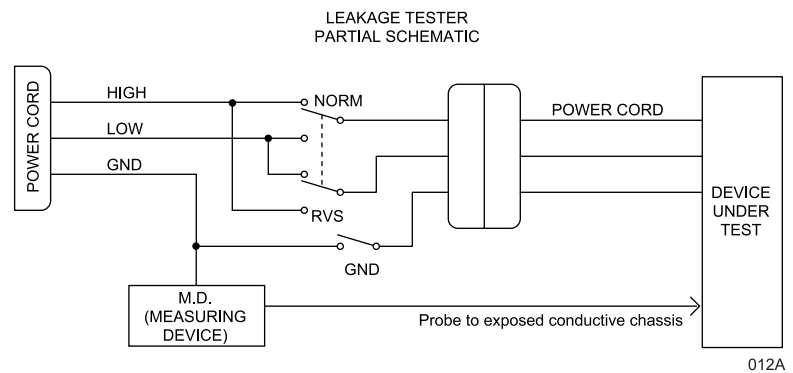 LEAKAGE TESTER
PARTIAL SCHEMATIC
POWER CORD
HIGH
NORM
POWER CORD
LOW
GND
RVS
GND
DEVICE
UNDER
TEST
M.D.
(MEASURING
DEVICE)
Probe to exposed conductive chassis
012A